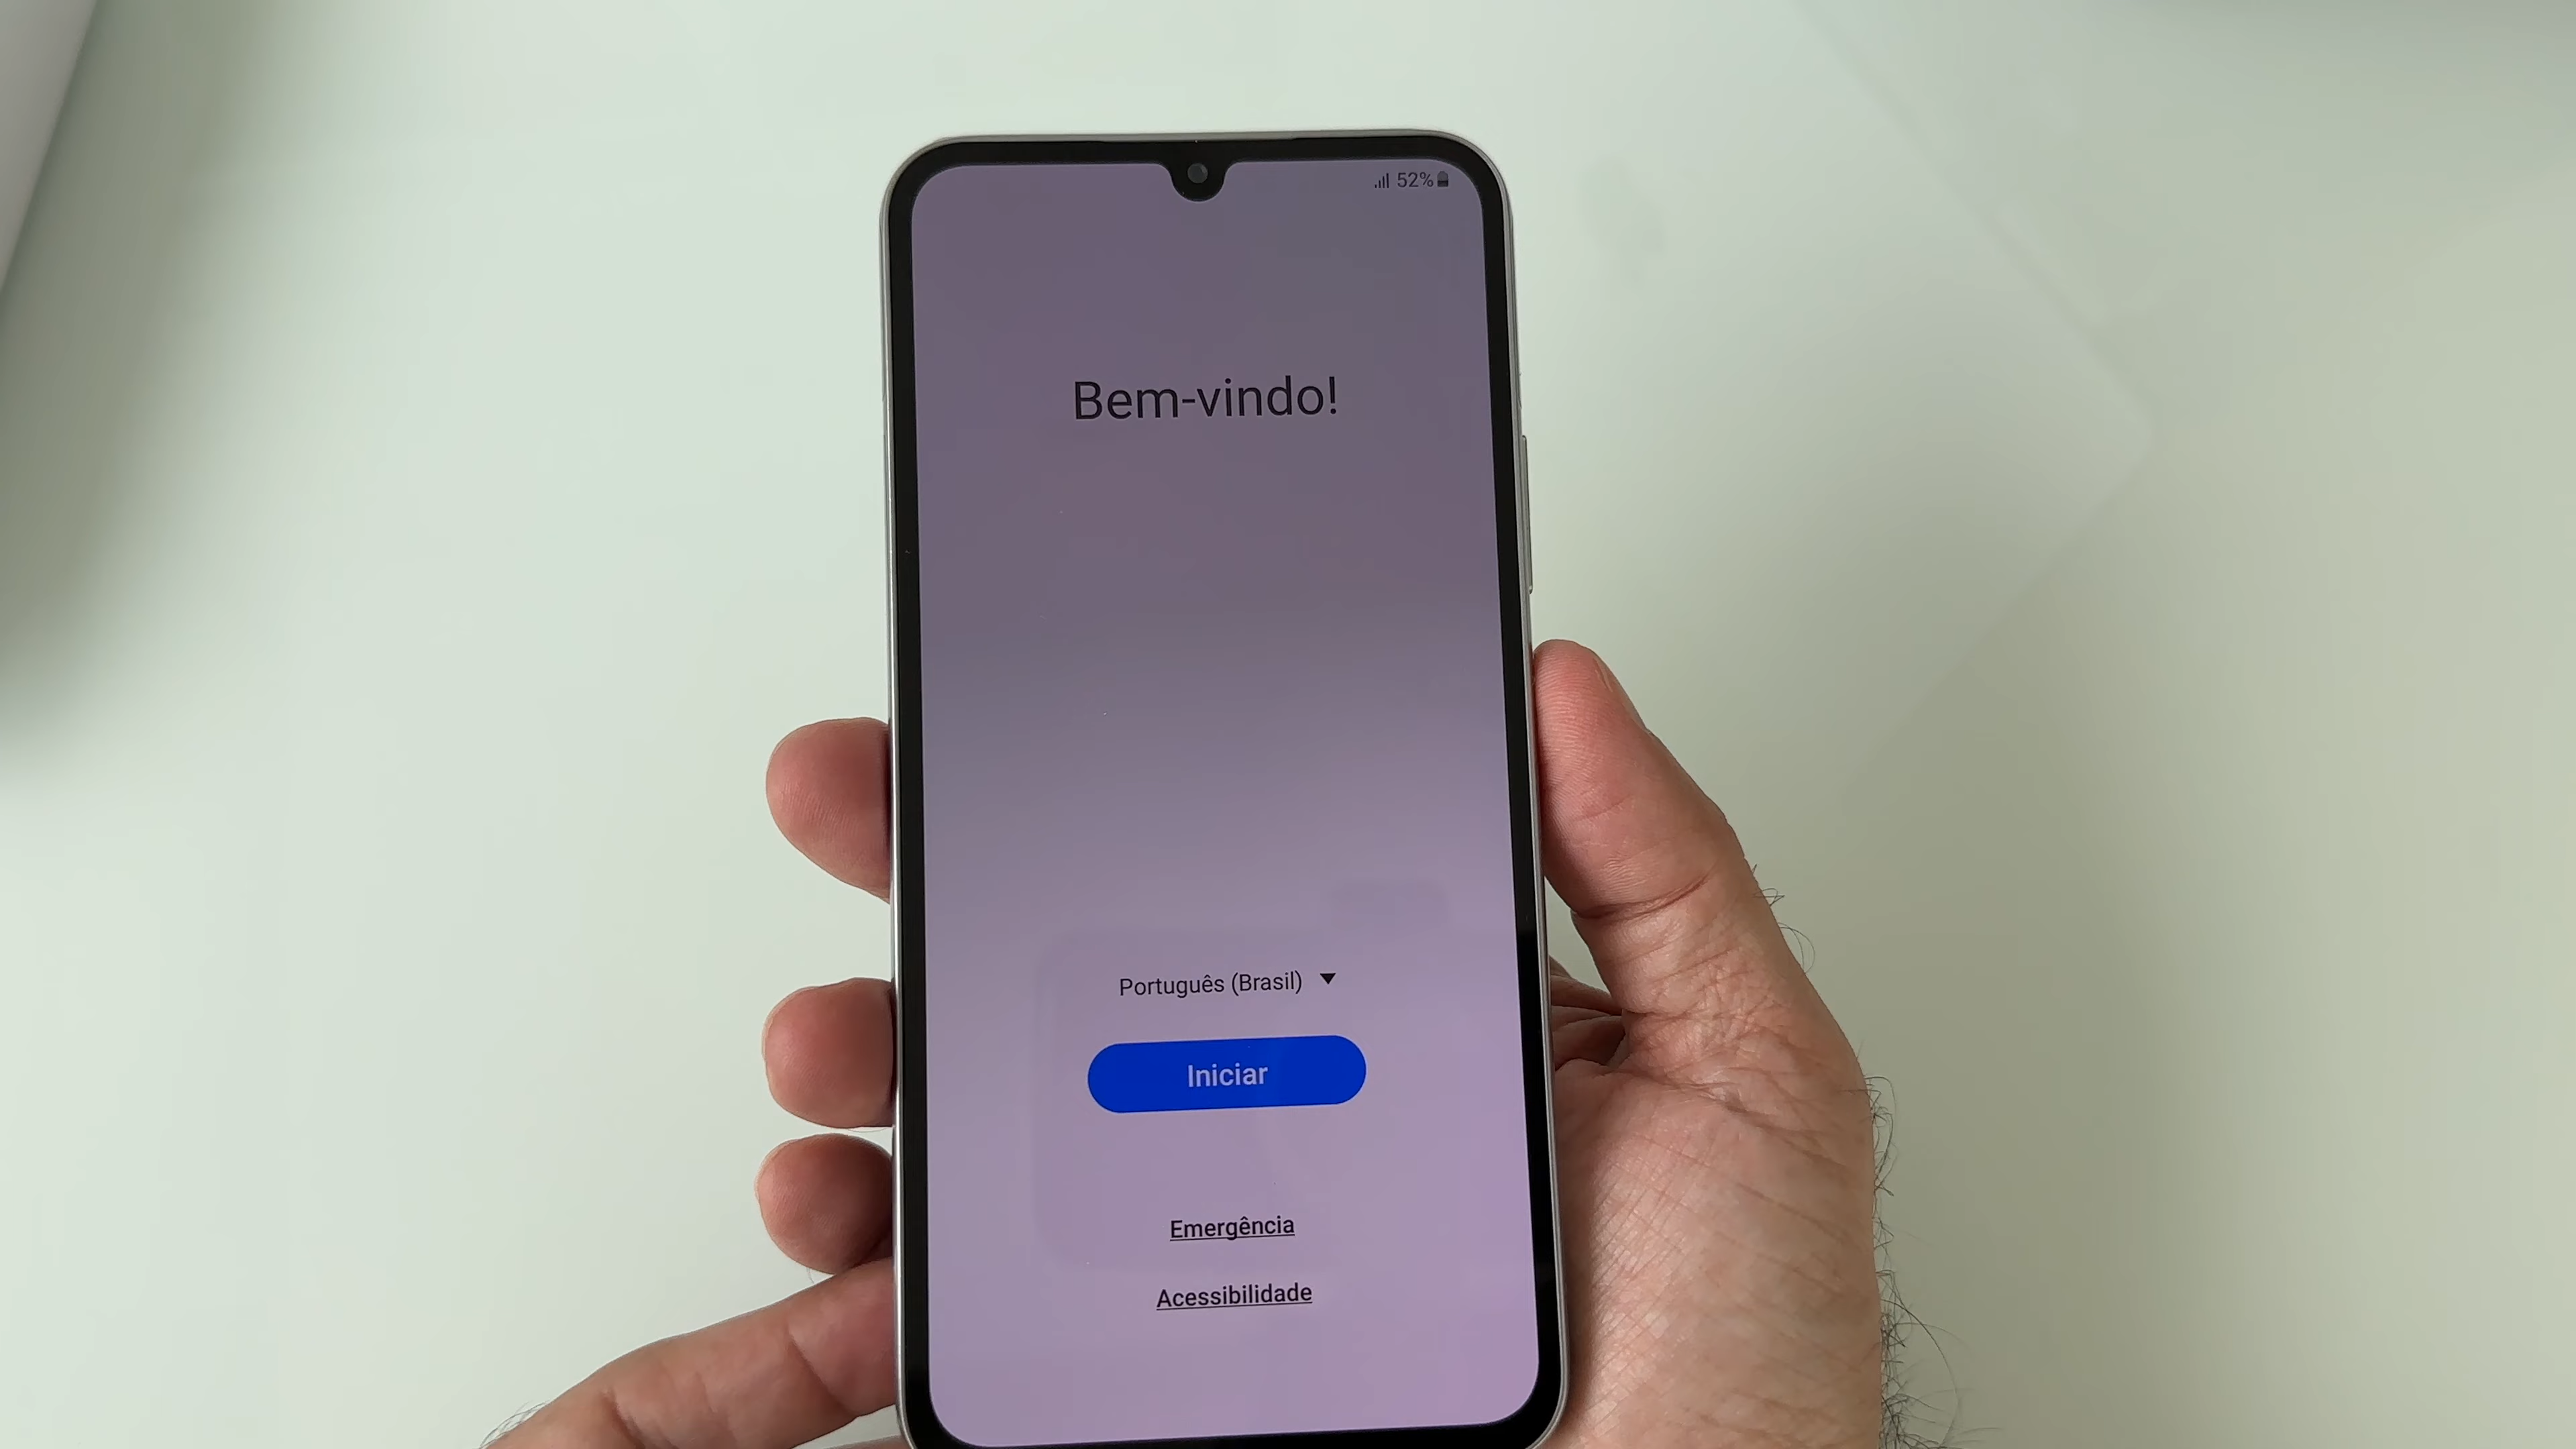 52%
Bem-vindo!
Português (Brasil)
Iniciar
Emergência
Acessibilidade